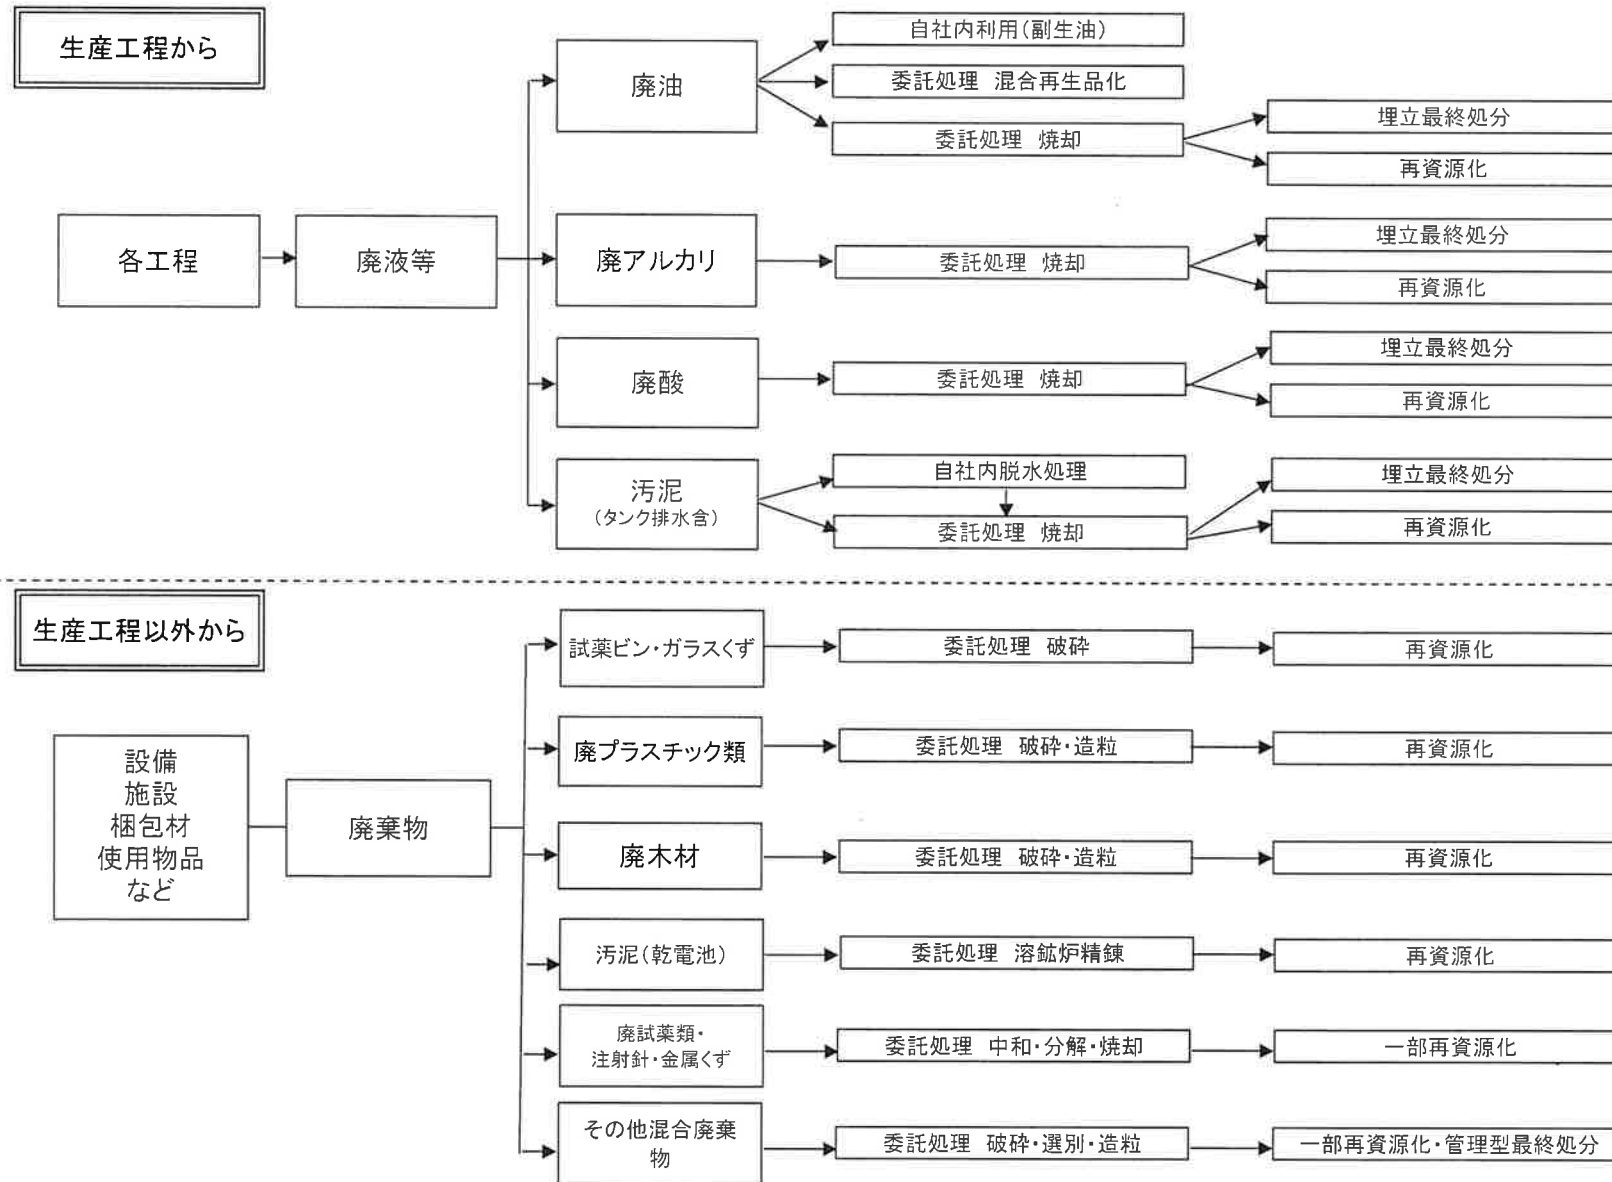 生産工程から
各工程
廃液等
廃油
自社内利用(副生油)
委託処理 混合再生品化
委託処理 焼却
埋立最終処分
再資源化
廃アルカリ
委託処理 焼却
埋立最終処分
再資源化
廃酸
委託処理 焼却
埋立最終処分
再資源化
汚泥
(タンク排水含)
自社内脱水処理
委託処理 焼却
埋立最終処分
再資源化
生産工程以外から
設備
施設
梱包材
使用物品
など
廃棄物
試薬ビン・ガラスくず
委託処理 破砕
再資源化
廃プラスチック類
委託処理 破砕・造粒
再資源化
廃木材
委託処理 破砕・造粒
再資源化
汚泥(乾電池)
委託処理 溶鉱炉精錬
再資源化
廃試薬類・
注射針・金属くず
委託処理 中和・分解・焼却
一部再資源化
その他混合廃棄
物
委託処理 破砕・選別・造粒
一部再資源化・管理型最終処分